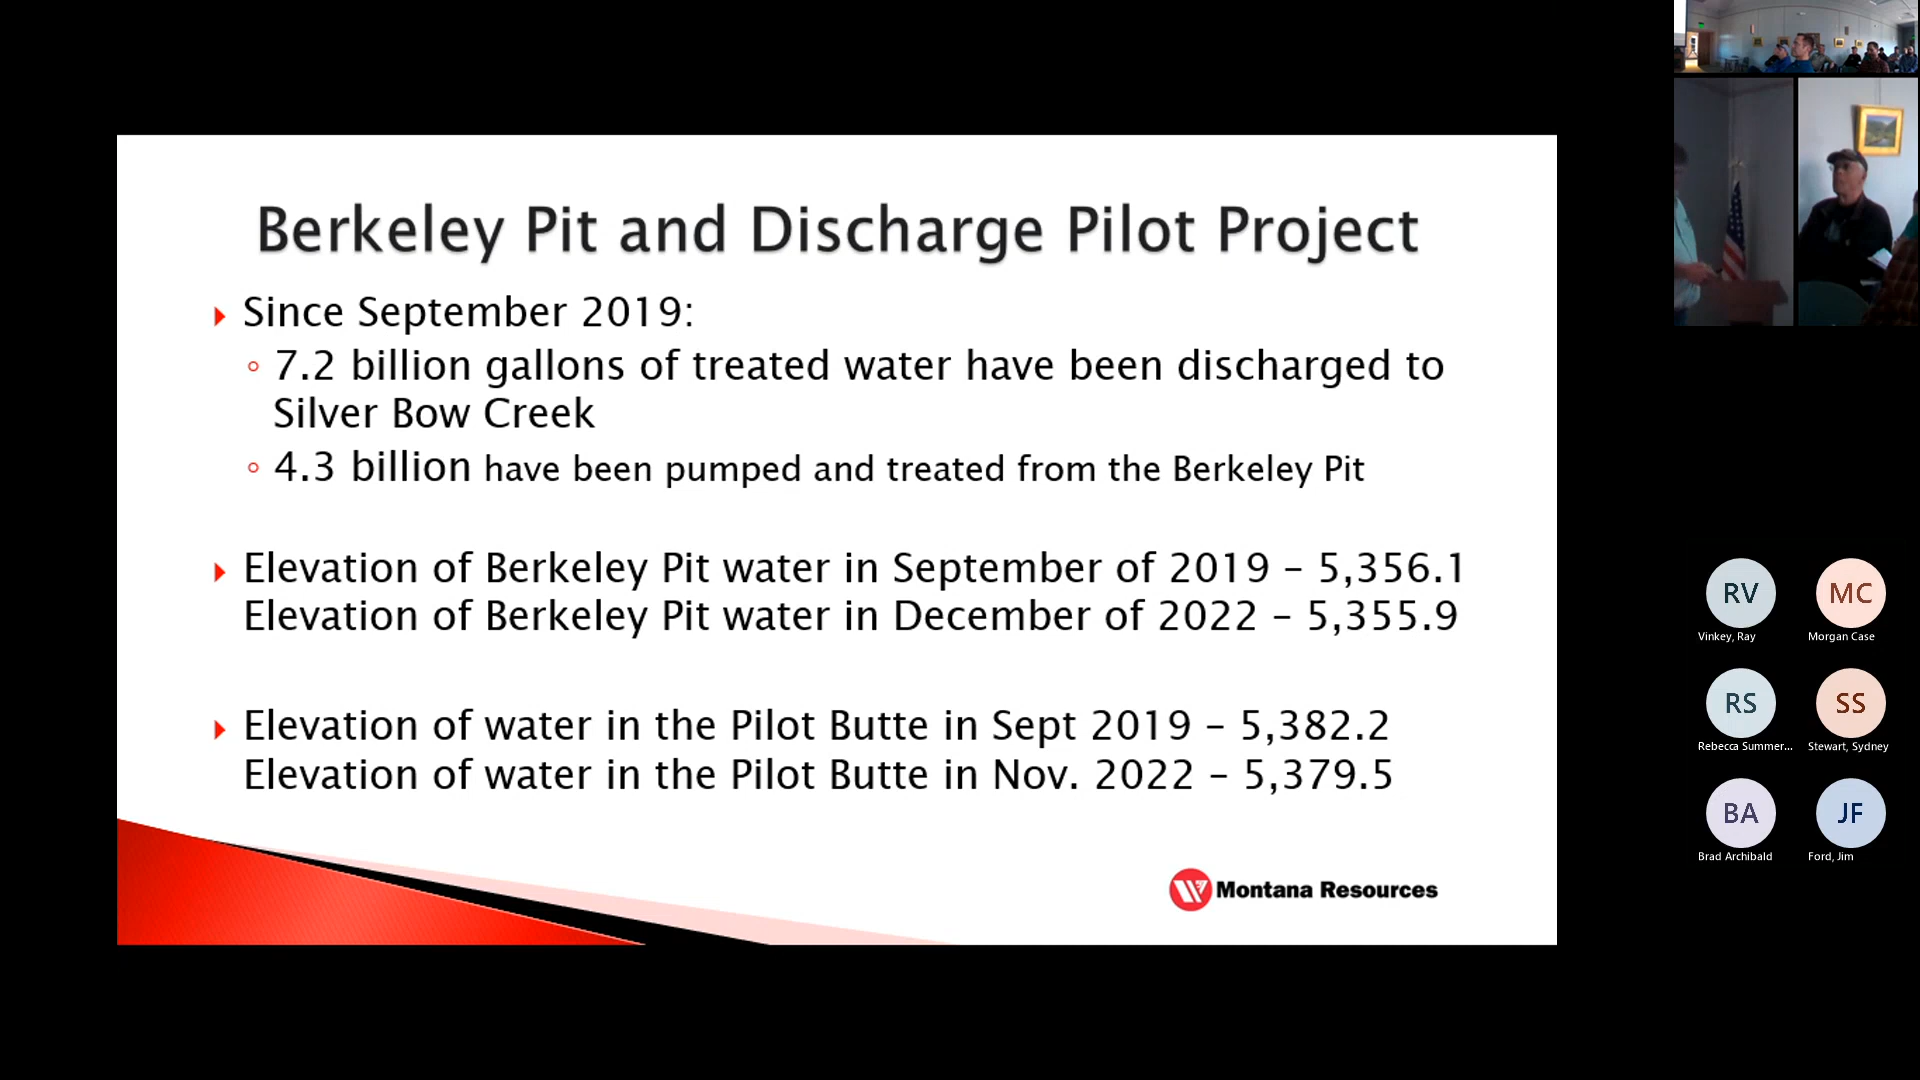 Berkeley Pit and Discharge Pilot Project
Since September 2019:
7.2 billion gallons of treated water have been discharged to
Silver Bow Creek
4.3 billion have been pumped and treated from the Berkeley Pit
Elevation of Berkeley Pit water in September of 2019 – 5,356.1
Elevation of Berkeley Pit water in December of 2022 – 5,355.9
Elevation of water in the Pilot Butte in Sept 2019 – 5,382.2
Elevation of water in the Pilot Butte in Nov. 2022 – 5,379.5
Montana Resources
RV MC
Vinkey, Ray Morgan Case
RS SS
Rebecca Summer... Stewart, Sydney
BA JF
Brad Archibald Ford, Jim